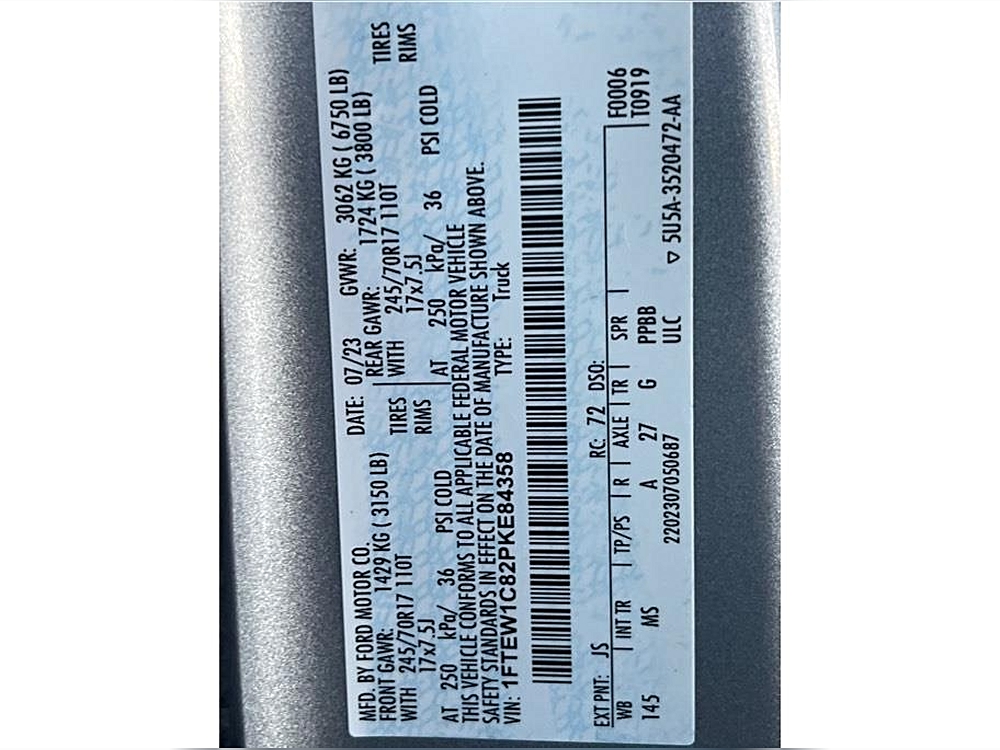 MFD. BY FORD MOTOR CO. DATE: 07/23 GVWR: 3062 KG ( 6750 LB)
FRONT GAWR: 1429 KG ( 3150 LB) REAR GAWR: 1724 KG ( 3800 LB)
WITH 245/70R17 110T TIRES WITH 245/70R17 110T TIRES
17x7.5J RIMS 17x7.5J RIMS
AT 250 kPa/ 36 PSI COLD AT 250 kPa/ 36 PSI COLD
THIS VEHICLE CONFORMS TO ALL APPLICABLE FEDERAL MOTOR VEHICLE
SAFETY STANDARDS IN EFFECT ON THE DATE OF MANUFACTURE SHOWN ABOVE.
VIN: 1FTEW1C82PKE84358 TYPE: Truck
EXT PNT: JS RC: 72 DSO: F0006
WB | INT TR | TP/PS | R | AXLE | TR | SPR | T0919
145 MS A 27 G PPBB
2202307050687 ULC ▽ 5U5A-3520472-AA